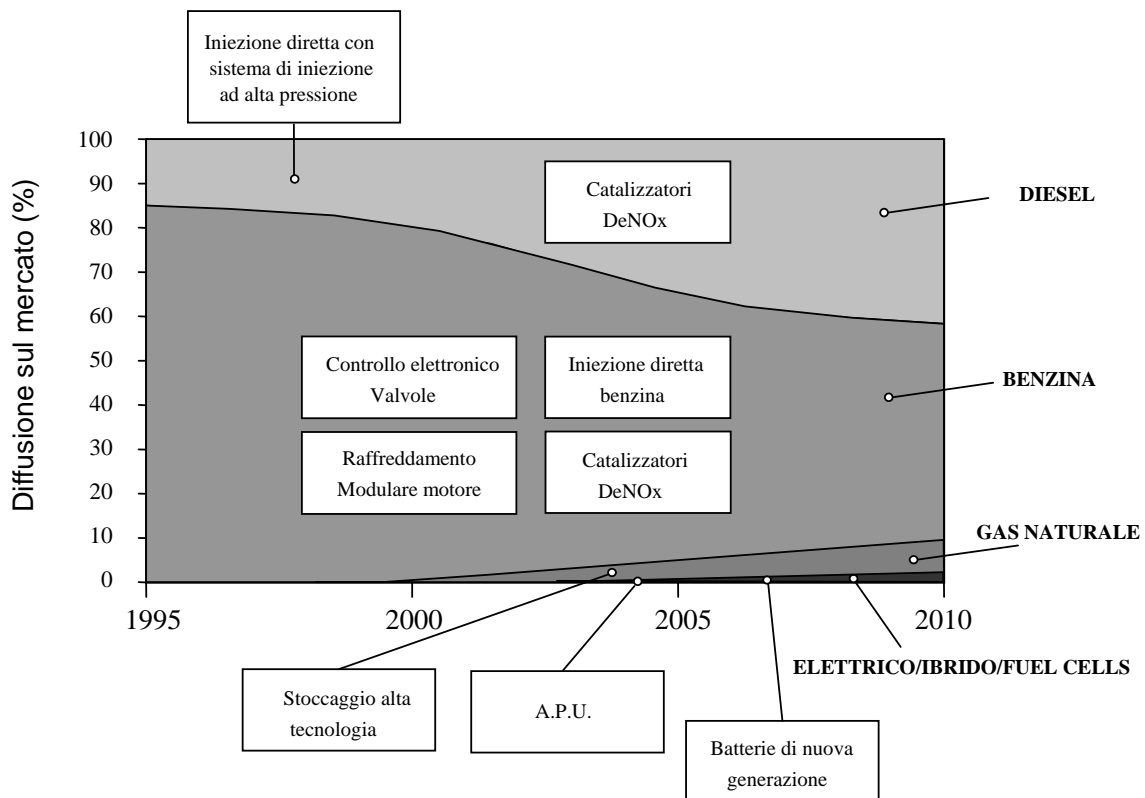 Iniezione diretta con
sistema di iniezione
ad alta pressione
Diffusione sul mercato (%)
100
90
80
70
60
50
40
30
20
10
0
1995
2000
2005
2010
Catalizzatori
DeNOx
DIESEL
Controllo elettronico
Valvole
Iniezione diretta
benzina
BENZINA
Raffreddamento
Modulare motore
Catalizzatori
DeNOx
GAS NATURALE
ELETTRICO/IBRIDO/FUEL CELLS
Stoccaggio alta
tecnologia
A.P.U.
Batterie di nuova
generazione